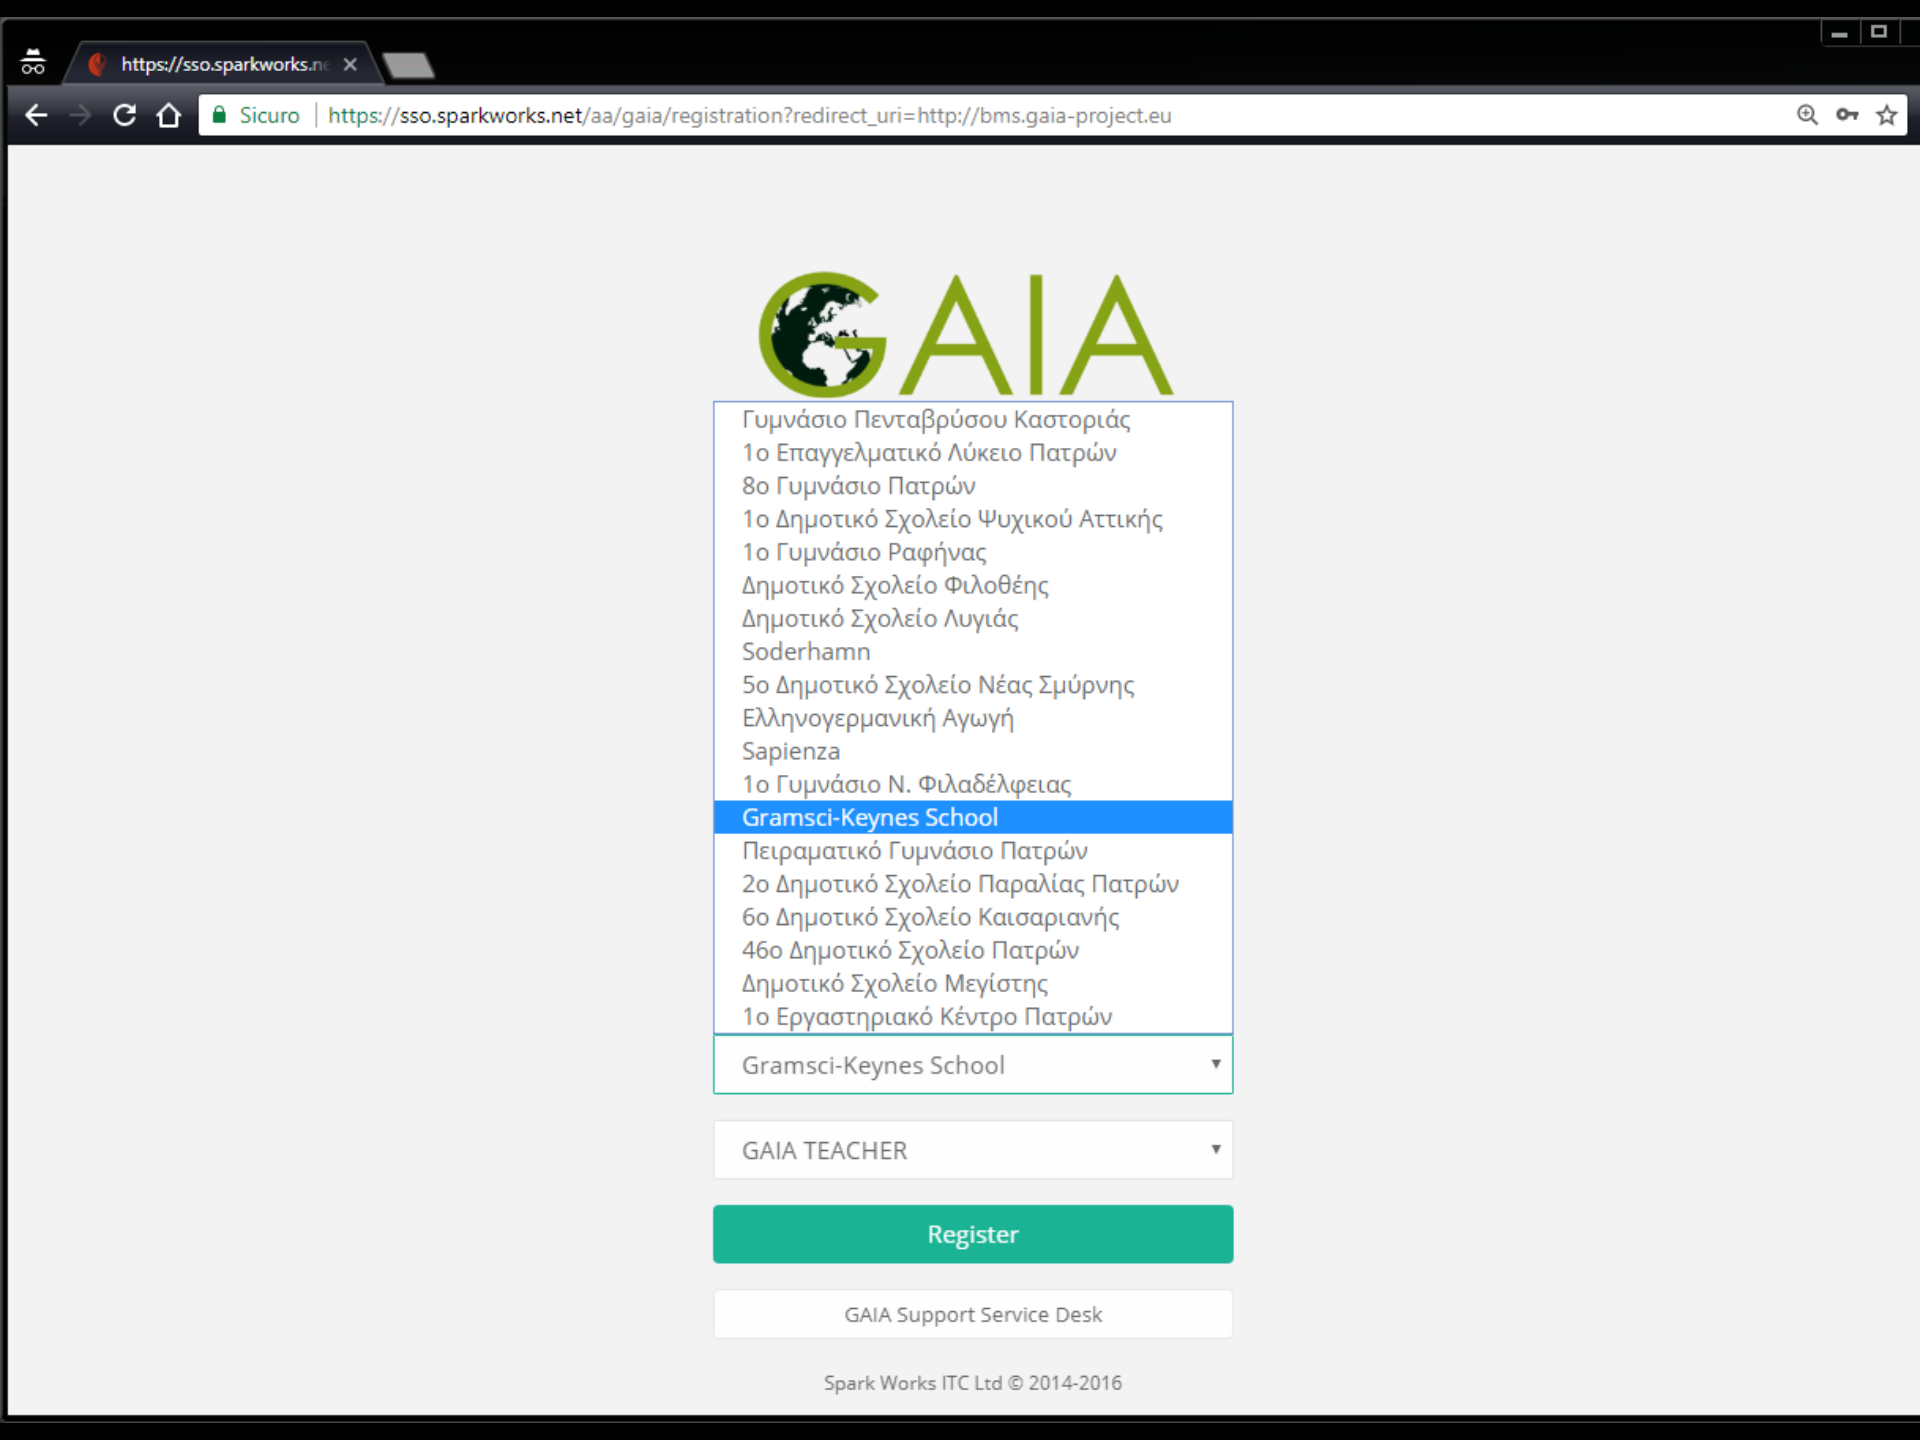 https://sso.sparkworks.ne
Sicuro
https://sso.sparkworks.net/aa/gaia/registration?redirect_uri=http://bms.gaia-project.eu
GAIA
Γυμνάσιο Πενταβρύσου Καστοριάς
1ο Επαγγελματικό Λύκειο Πατρών
8ο Γυμνάσιο Πατρών
1ο Δημοτικό Σχολείο Ψυχικού Αττικής
1ο Γυμνάσιο Ραφήνας
Δημοτικό Σχολείο Φιλοθέης
Δημοτικό Σχολείο Λυγιάς
Soderhamn
5ο Δημοτικό Σχολείο Νέας Σμύρνης
Ελληνογερμανική Αγωγή
Sapienza
1ο Γυμνάσιο Ν. Φιλαδέλφειας
Gramsci-Keynes School
Πειραματικό Γυμνάσιο Πατρών
2ο Δημοτικό Σχολείο Παραλίας Πατρών
6ο Δημοτικό Σχολείο Καισαριανής
46ο Δημοτικό Σχολείο Πατρών
Δημοτικό Σχολείο Μεγίστης
1ο Εργαστηριακό Κέντρο Πατρών
Gramsci-Keynes School
GAIA TEACHER
Register
GAIA Support Service Desk
Spark Works ITC Ltd © 2014-2016